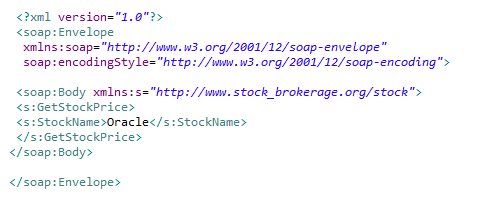 <?xml version="1.0"?>
<soap:Envelope
xmlns:soap="http://www.w3.org/2001/12/soap-envelope"
soap:encodingStyle="http://www.w3.org/2001/12/soap-encoding">
<soap:Body xmlns:s="http://www.stock_brokerage.org/stock">
<s:GetStockPrice>
<s:StockName>Oracle</s:StockName>
</s:GetStockPrice>
</soap:Body>
</soap:Envelope>